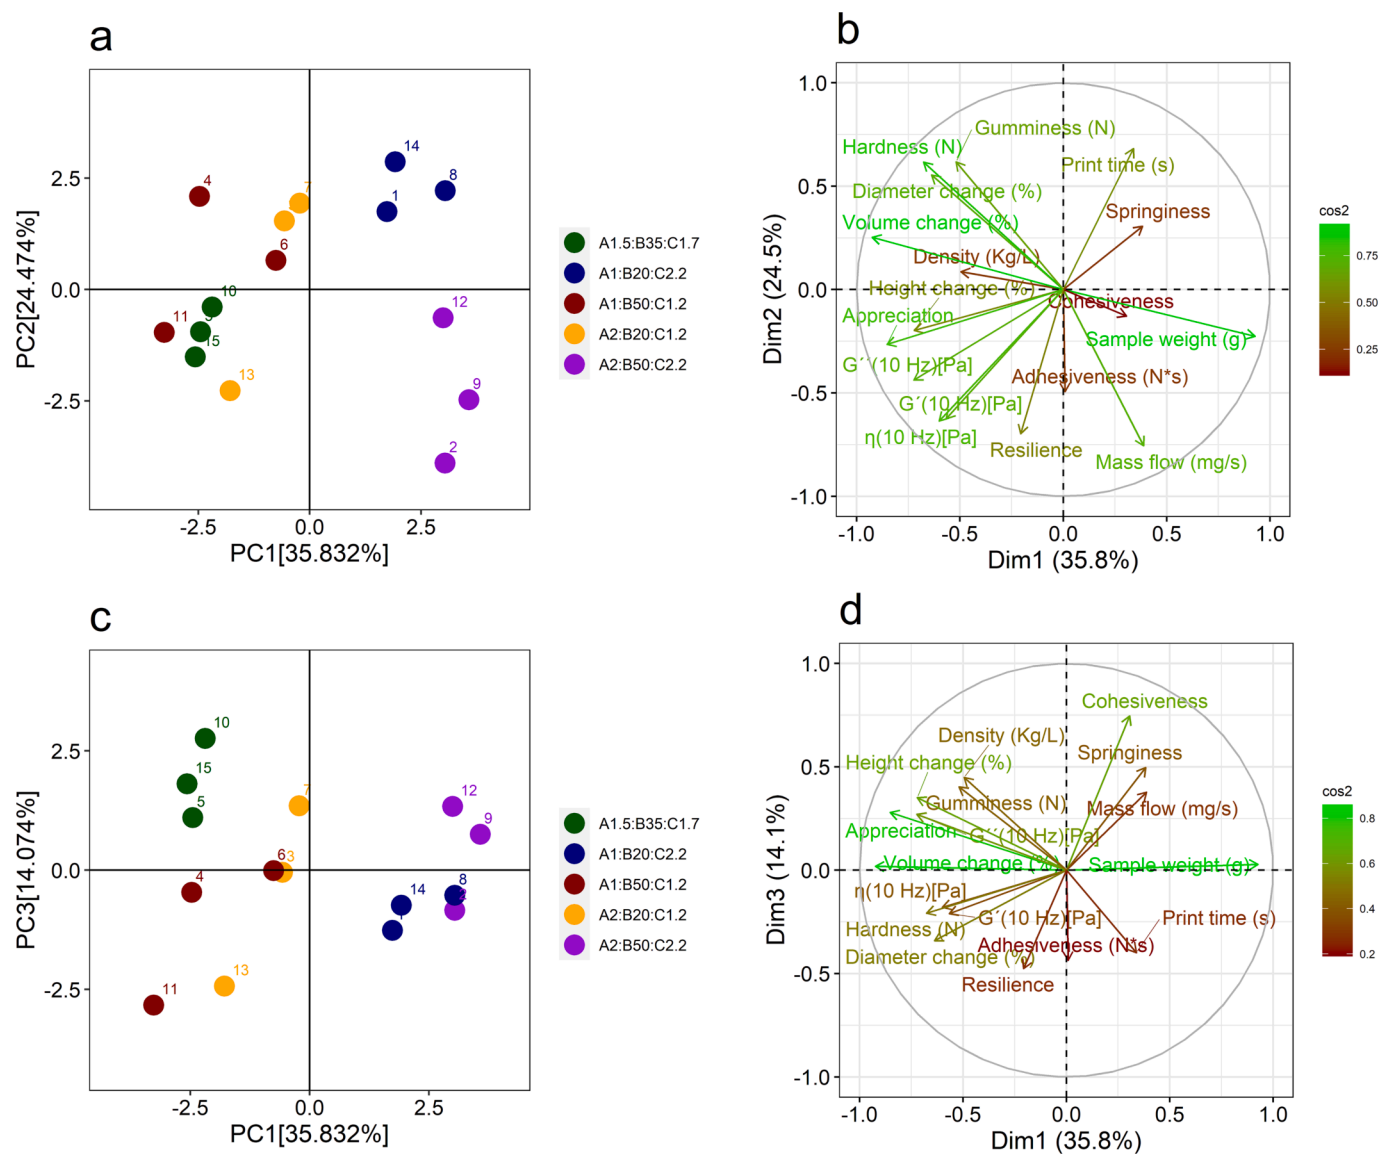 a
14
8
4
7
1
2.5
6
0.0
10
12
11
5
15
13
9
-2.5
2
-2.5
0.0
2.5
PC1[35.832%]
PC2[24.474%]
A1.5:B35:C1.7
A1:B20:C2.2
A1:B50:C1.2
A2:B20:C1.2
A2:B50:C2.2
b
1.0
0.5
0.0
-0.5
-1.0
Gumminess (N)
Hardness (N)
Print time (s)
Diameter change (%)
Springiness
Volume change (%)
Density (Kg/L)
Height change (%)
Cohesiveness
Appreciation
Sample weight (g)
G´´(10 Hz)[Pa]
Adhesiveness (N*s)
G´(10 Hz)[Pa]
η(10 Hz)[Pa]
Resilience
Mass flow (mg/s)
-1.0
-0.5
0.0
0.5
1.0
Dim1 (35.8%)
Dim2 (24.5%)
cos2
0.75
0.50
0.25
c
10
15
5
7
12
9
2.5
0.0
-2.5
6
3
4
14
8
11
13
-2.5
0.0
2.5
PC1[35.832%]
PC3[14.074%]
A1.5:B35:C1.7
A1:B20:C2.2
A1:B50:C1.2
A2:B20:C1.2
A2:B50:C2.2
d
1.0
0.5
0.0
-0.5
-1.0
Cohesiveness
Density (Kg/L)
Springiness
Height change (%)
Gumminess (N)
Mass flow (mg/s)
Appreciation
G´´(10 Hz)[Pa]
Volume change (%)
Sample weight (g)
η(10 Hz)[Pa]
G´(10 Hz)[Pa]
Print time (s)
Hardness (N)
Adhesiveness (N*s)
Diameter change (%)
Resilience
-1.0
-0.5
0.0
0.5
1.0
Dim1 (35.8%)
Dim3 (14.1%)
cos2
0.8
0.6
0.4
0.2